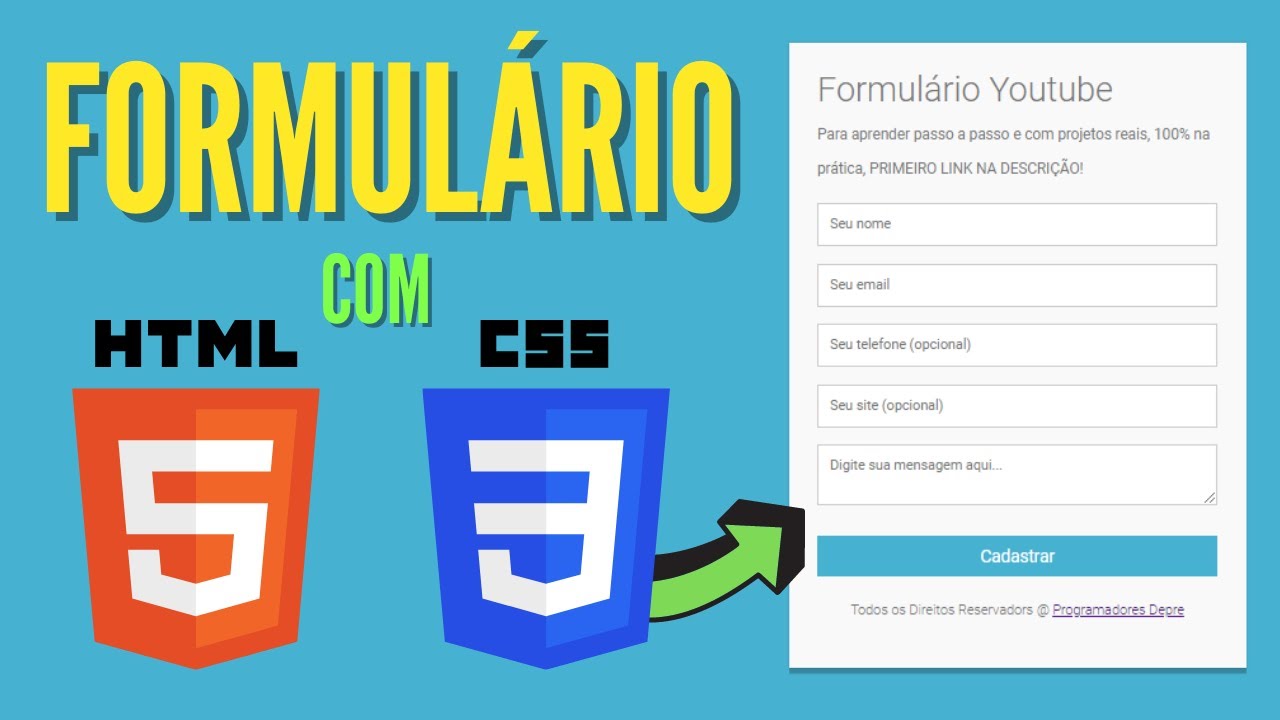 FORMULÁRIO
COM
HTML
CSS
5
3
Formulário Youtube
Para aprender passo a passo e com projetos reais, 100% na
prática, PRIMEIRO LINK NA DESCRIÇÃO!
Seu nome
Seu email
Seu telefone (opcional)
Seu site (opcional)
Digite sua mensagem aqui...
Cadastrar
Todos os Direitos Reservadors @ Programadores Depre